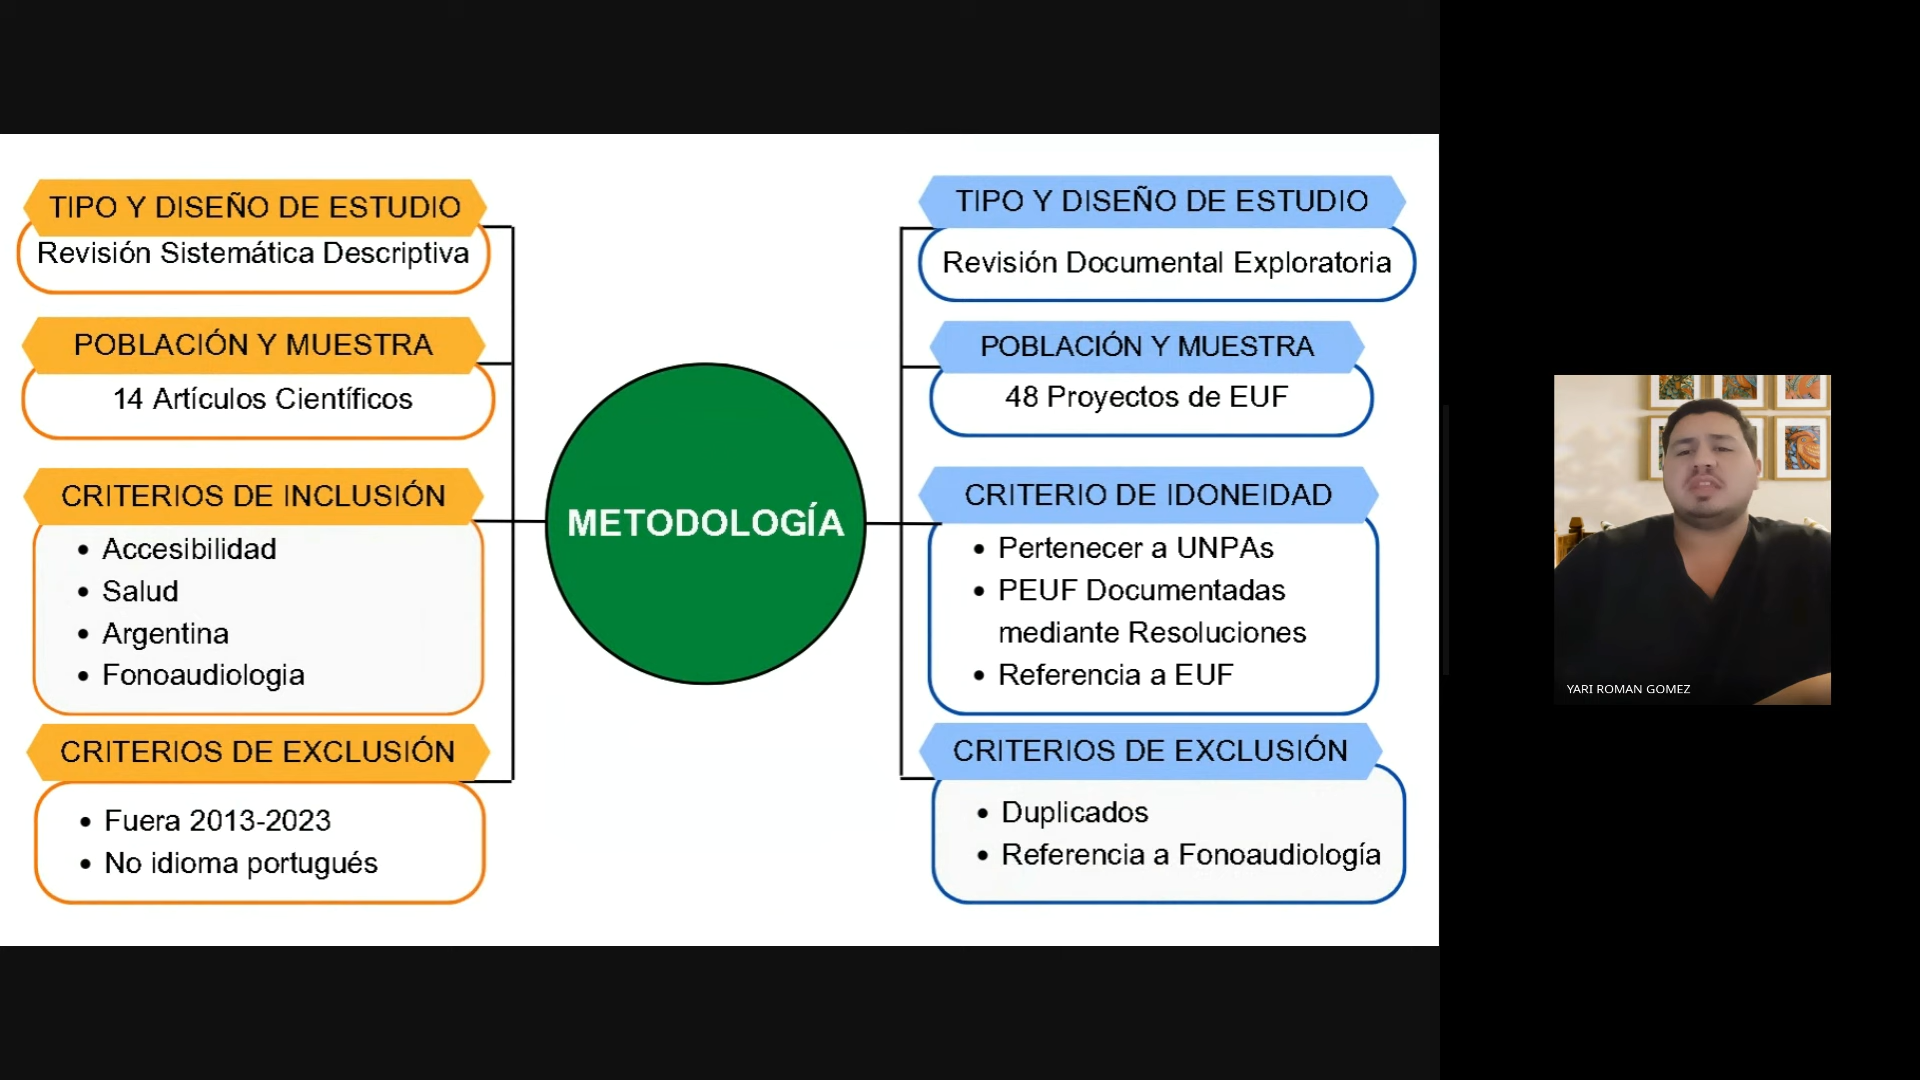 TIPO Y DISEÑO DE ESTUDIO
Revisión Sistemática Descriptiva
POBLACIÓN Y MUESTRA
14 Artículos Científicos
CRITERIOS DE INCLUSIÓN
• Accesibilidad
• Salud
• Argentina
• Fonoaudiologia
CRITERIOS DE EXCLUSIÓN
• Fuera 2013-2023
• No idioma portugués
METODOLOGÍA
TIPO Y DISEÑO DE ESTUDIO
Revisión Documental Exploratoria
POBLACIÓN Y MUESTRA
48 Proyectos de EUF
CRITERIO DE IDONEIDAD
• Pertenecer a UNPAs
• PEUF Documentadas
mediante Resoluciones
• Referencia a EUF
CRITERIOS DE EXCLUSIÓN
• Duplicados
• Referencia a Fonoaudiología
YARI ROMAN GOMEZ